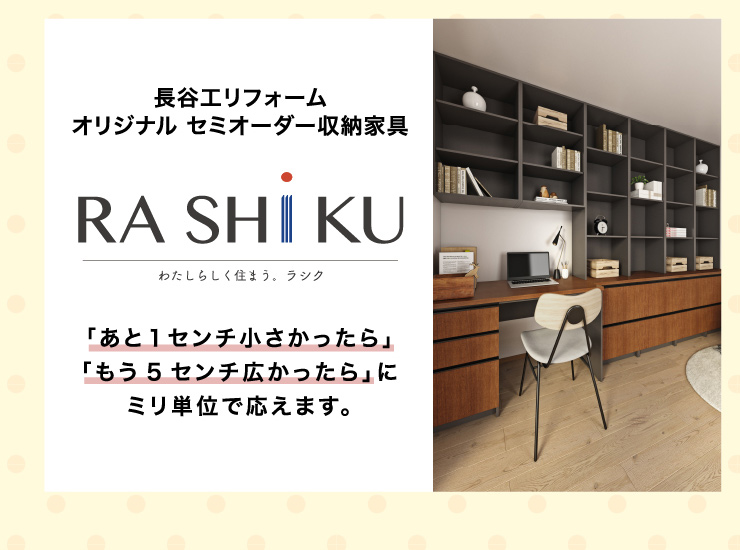 長谷工リフォーム
オリジナル セミオーダー収納家具
RA SHiKU
わたしらしく住まう。ラシク
「あと1センチ小さかったら」
「もう5センチ広かったら」に
ミリ単位で応えます。